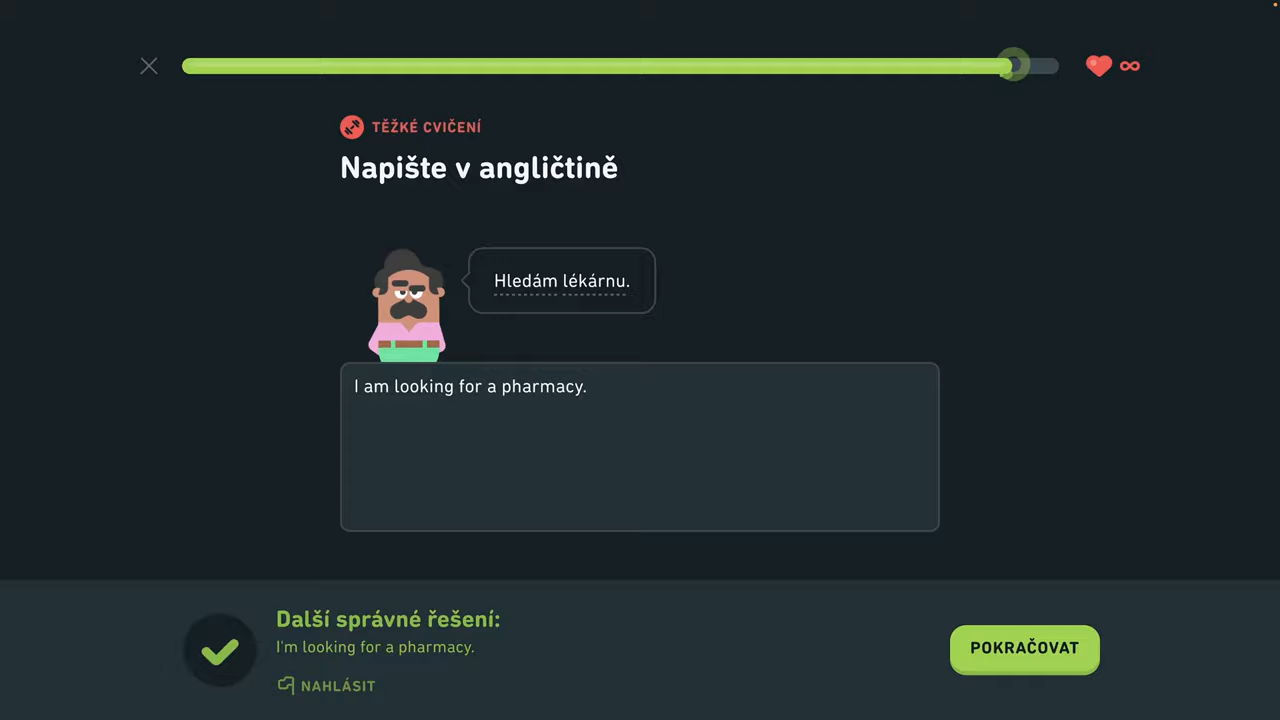 TĚŽKÉ CVIČENÍ
Napište v angličtině
Hledám lékárnu.
I am looking for a pharmacy.
Další správné řešení:
I'm looking for a pharmacy.
NAHLÁSIT
POKRAČOVAT